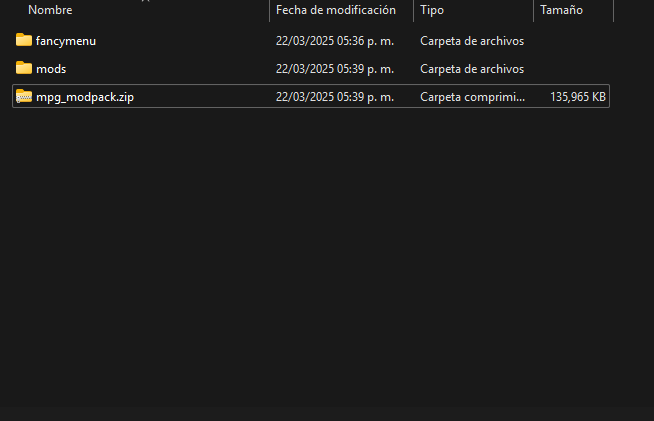 Nombre Fecha de modificación Tipo Tamaño
fancymenu 22/03/2025 05:36 p. m. Carpeta de archivos
mods 22/03/2025 05:39 p. m. Carpeta de archivos
mpg_modpack.zip 22/03/2025 05:39 p. m. Carpeta comprimi... 135,965 KB